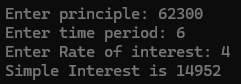 Enter principle: 62300
Enter time period: 6
Enter Rate of interest: 4
Simple Interest is 14952